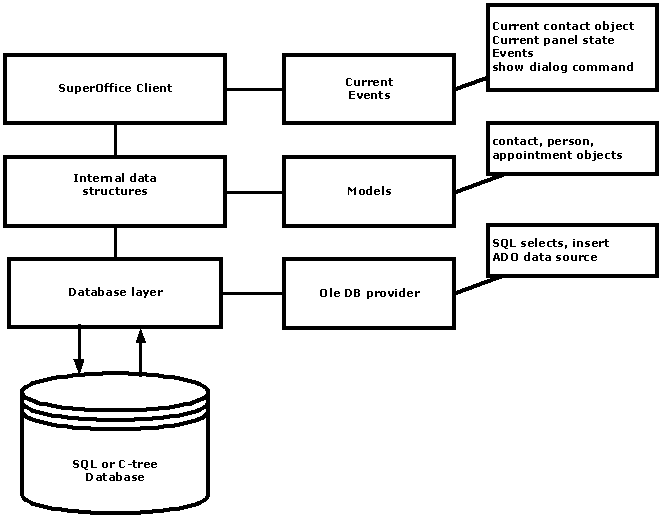 Current contact object
Current panel state
Events
show dialog command
SuperOffice Client
Current
Events
contact, person,
appointment objects
Internal data
structures
Models
SQL selects, insert
ADO data source
Database layer
Ole DB provider
SQL or C-tree
Database